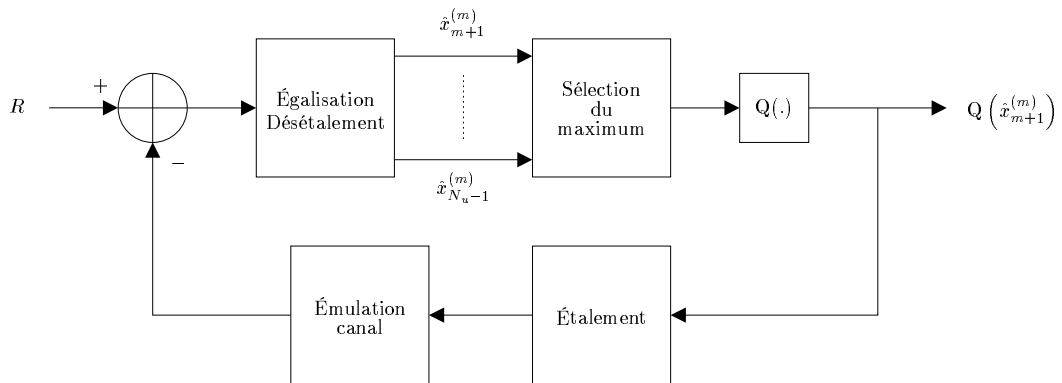 R
+
−
Égalisation
Désétalement
x̂_{m+1}^{(m)}
x̂_{N_u−1}^{(m)}
Sélection
du
maximum
Q(.)
Q (x̂_{m+1}^{(m)})
Émulation
canal
Étalement